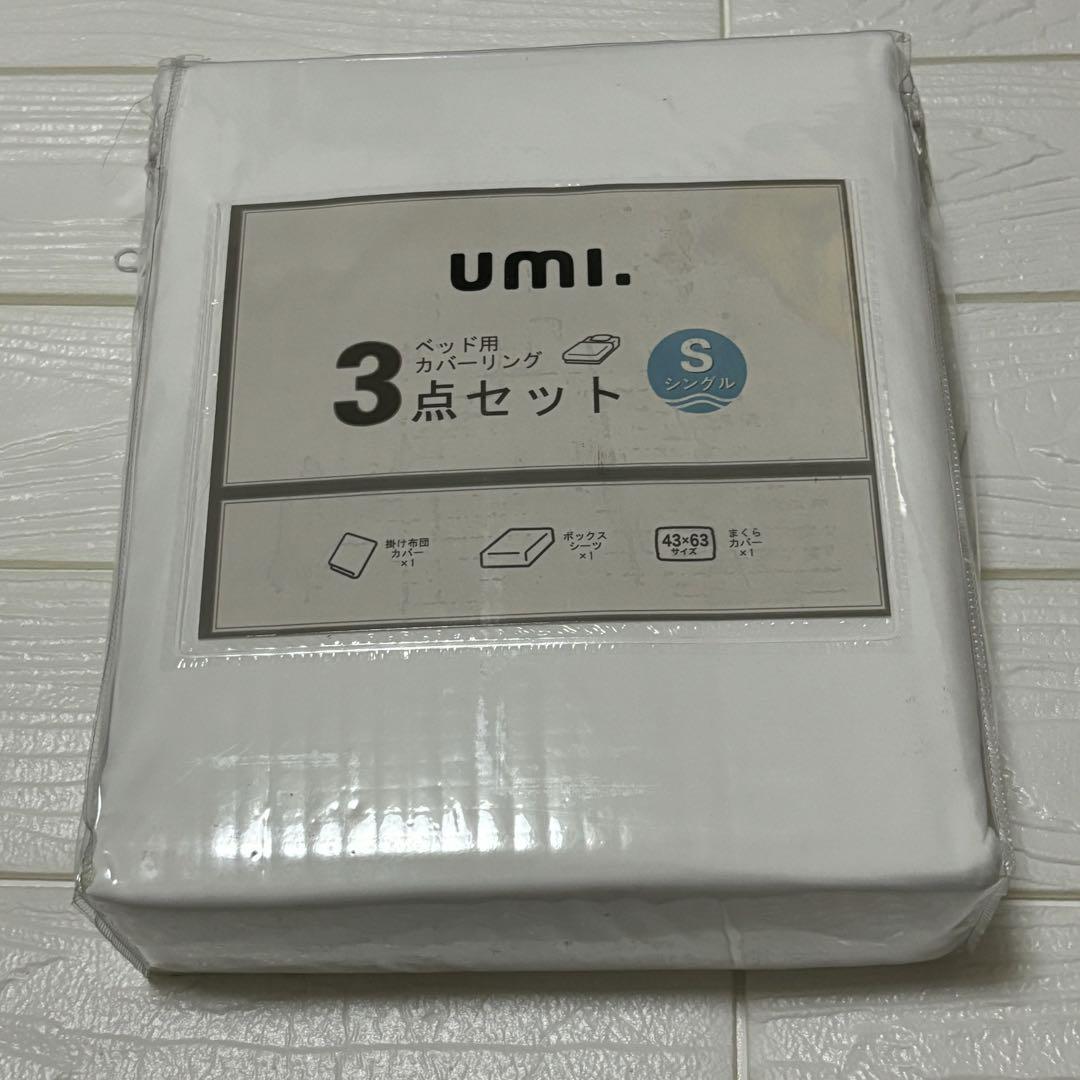 umi.
3
ベッド用
カバーリング
点セット
S
シングル
掛け布団
カバー
×1
ボックス
シーツ
×1
43×63
サイズ
まくら
カバー
×1